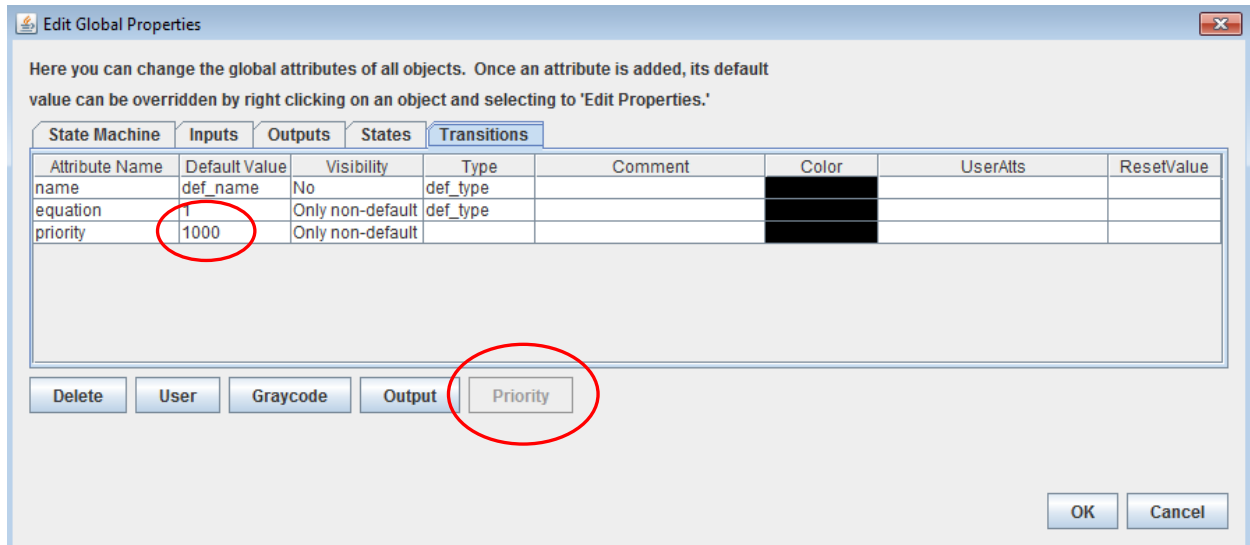 Edit Global Properties
Here you can change the global attributes of all objects.  Once an attribute is added, its default
value can be overridden by right clicking on an object and selecting to 'Edit Properties.'
State Machine Inputs Outputs States Transitions
Attribute Name Default Value Visibility Type Comment Color UserAtts ResetValue
name def_name No def_type
equation 1 Only non-default def_type
priority 1000 Only non-default
Delete User Graycode Output Priority
OK Cancel